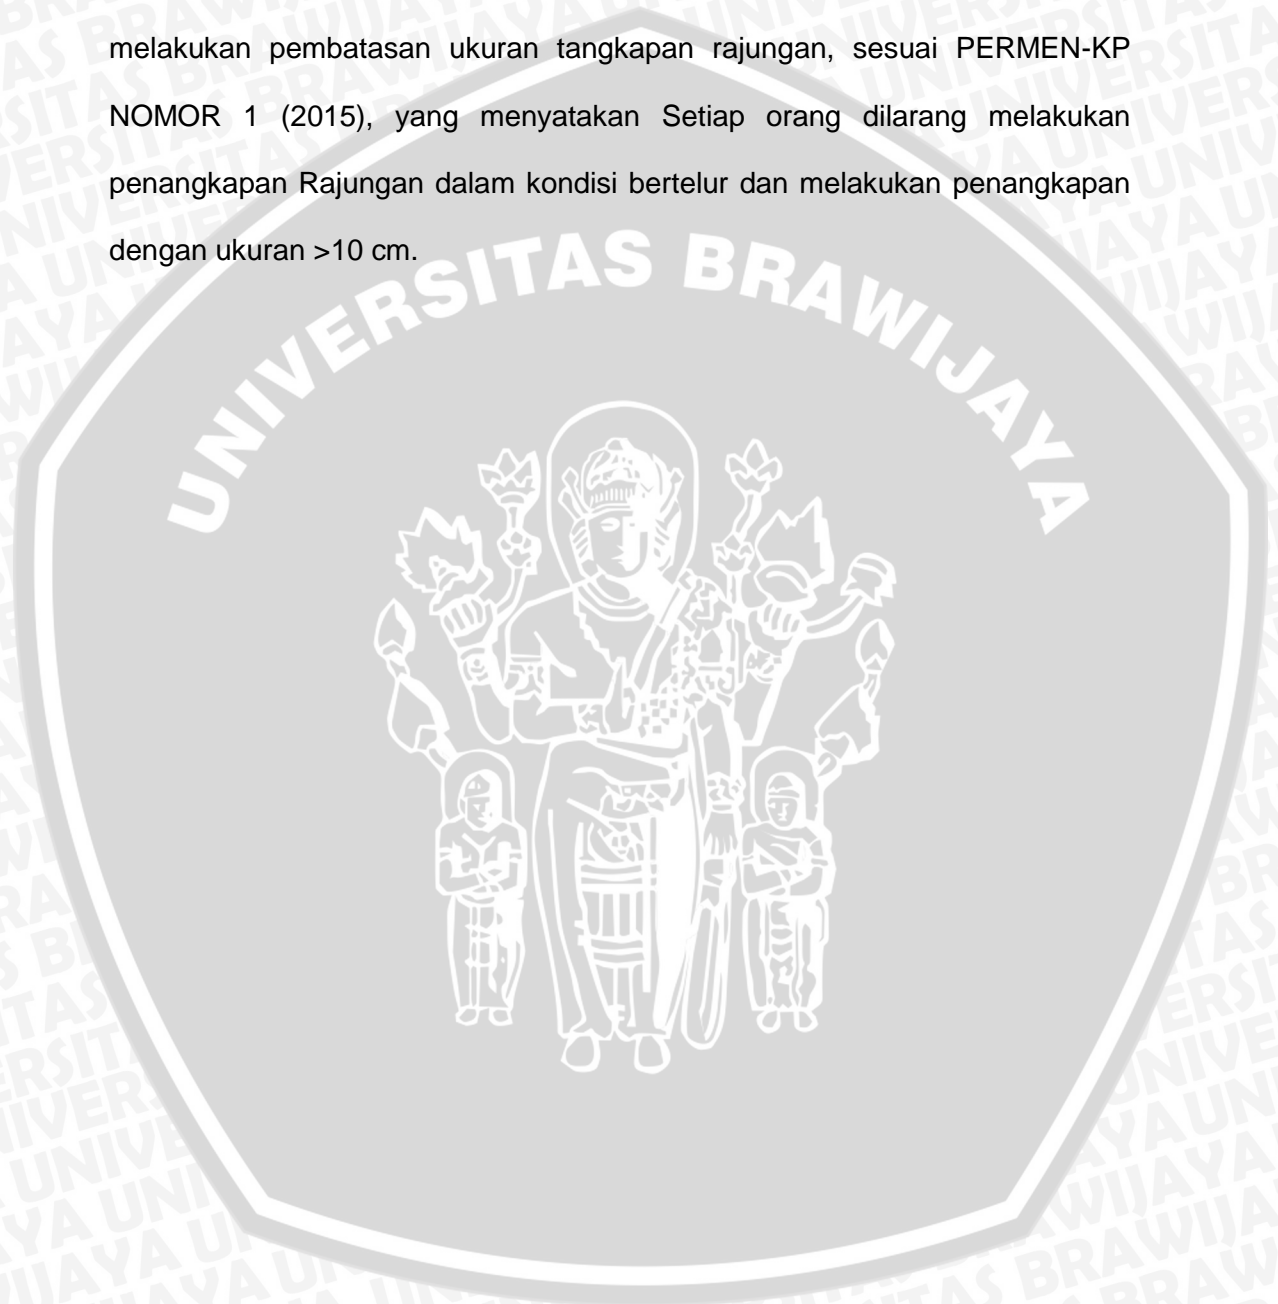 melakukan pembatasan ukuran tangkapan rajungan, sesuai PERMEN-KP
NOMOR 1 (2015), yang menyatakan Setiap orang dilarang melakukan
penangkapan Rajungan dalam kondisi bertelur dan melakukan penangkapan
dengan ukuran >10 cm.
UNIVERSITAS BRAWIJAYA